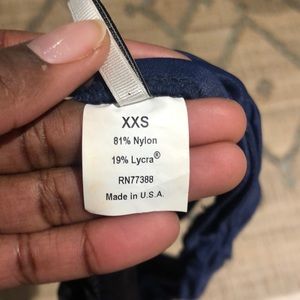 XXS
81% Nylon
19% Lycra®
RN77388
Made in U.S.A.